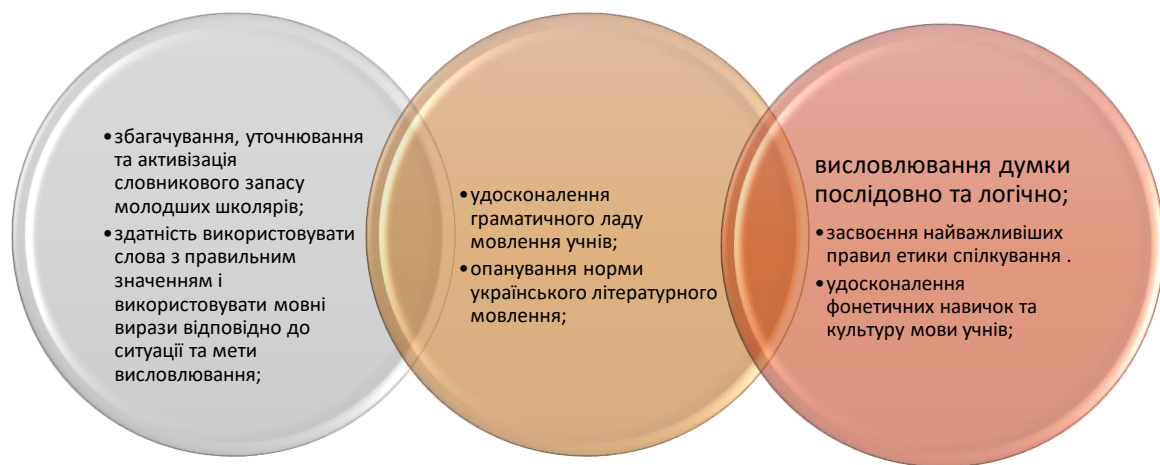 •збагачування, уточнювання
та активізація
словникового запасу
молодших школярів;
•здатність використовувати
слова з правильним
значенням і
використовувати мовні
вирази відповідно до
ситуації та мети
висловлювання;
•удосконалення
граматичного ладу
мовлення учнів;
•опанування норми
українського літературного
мовлення;
висловлювання думки
послідовно та логічно;
•засвоєння найважливіших
правил етики спілкування .
•удосконалення
фонетичних навичок та
культуру мови учнів;